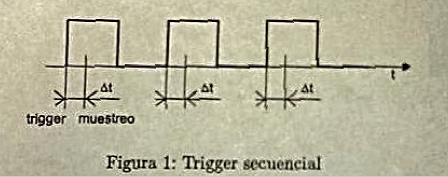 t
Δt Δt Δt
trigger muestreo
Figura 1: Trigger secuencial